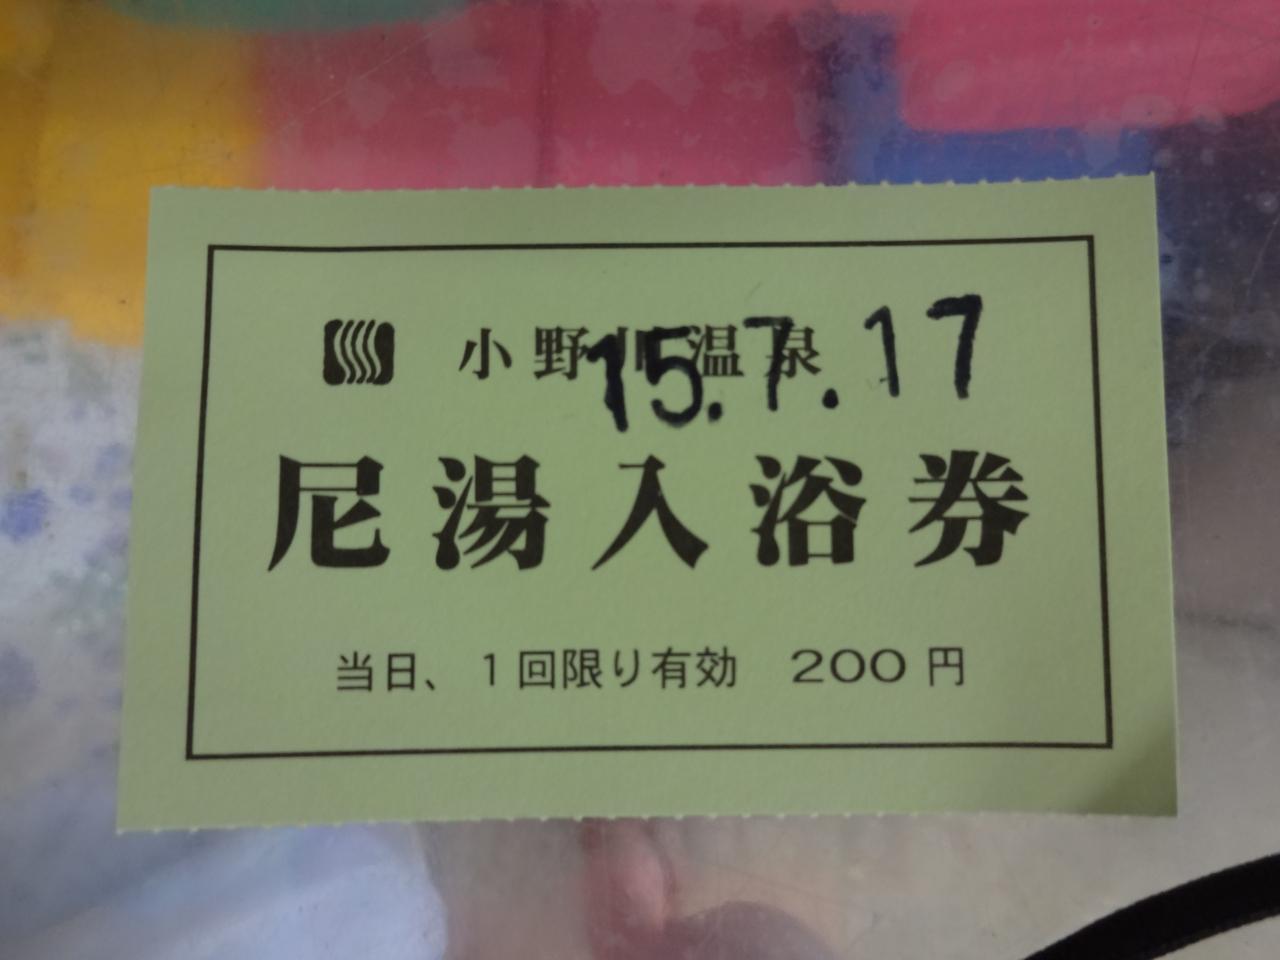 小野川温泉
15.7.17
尼湯入浴券
当日、1回限り有効 200円